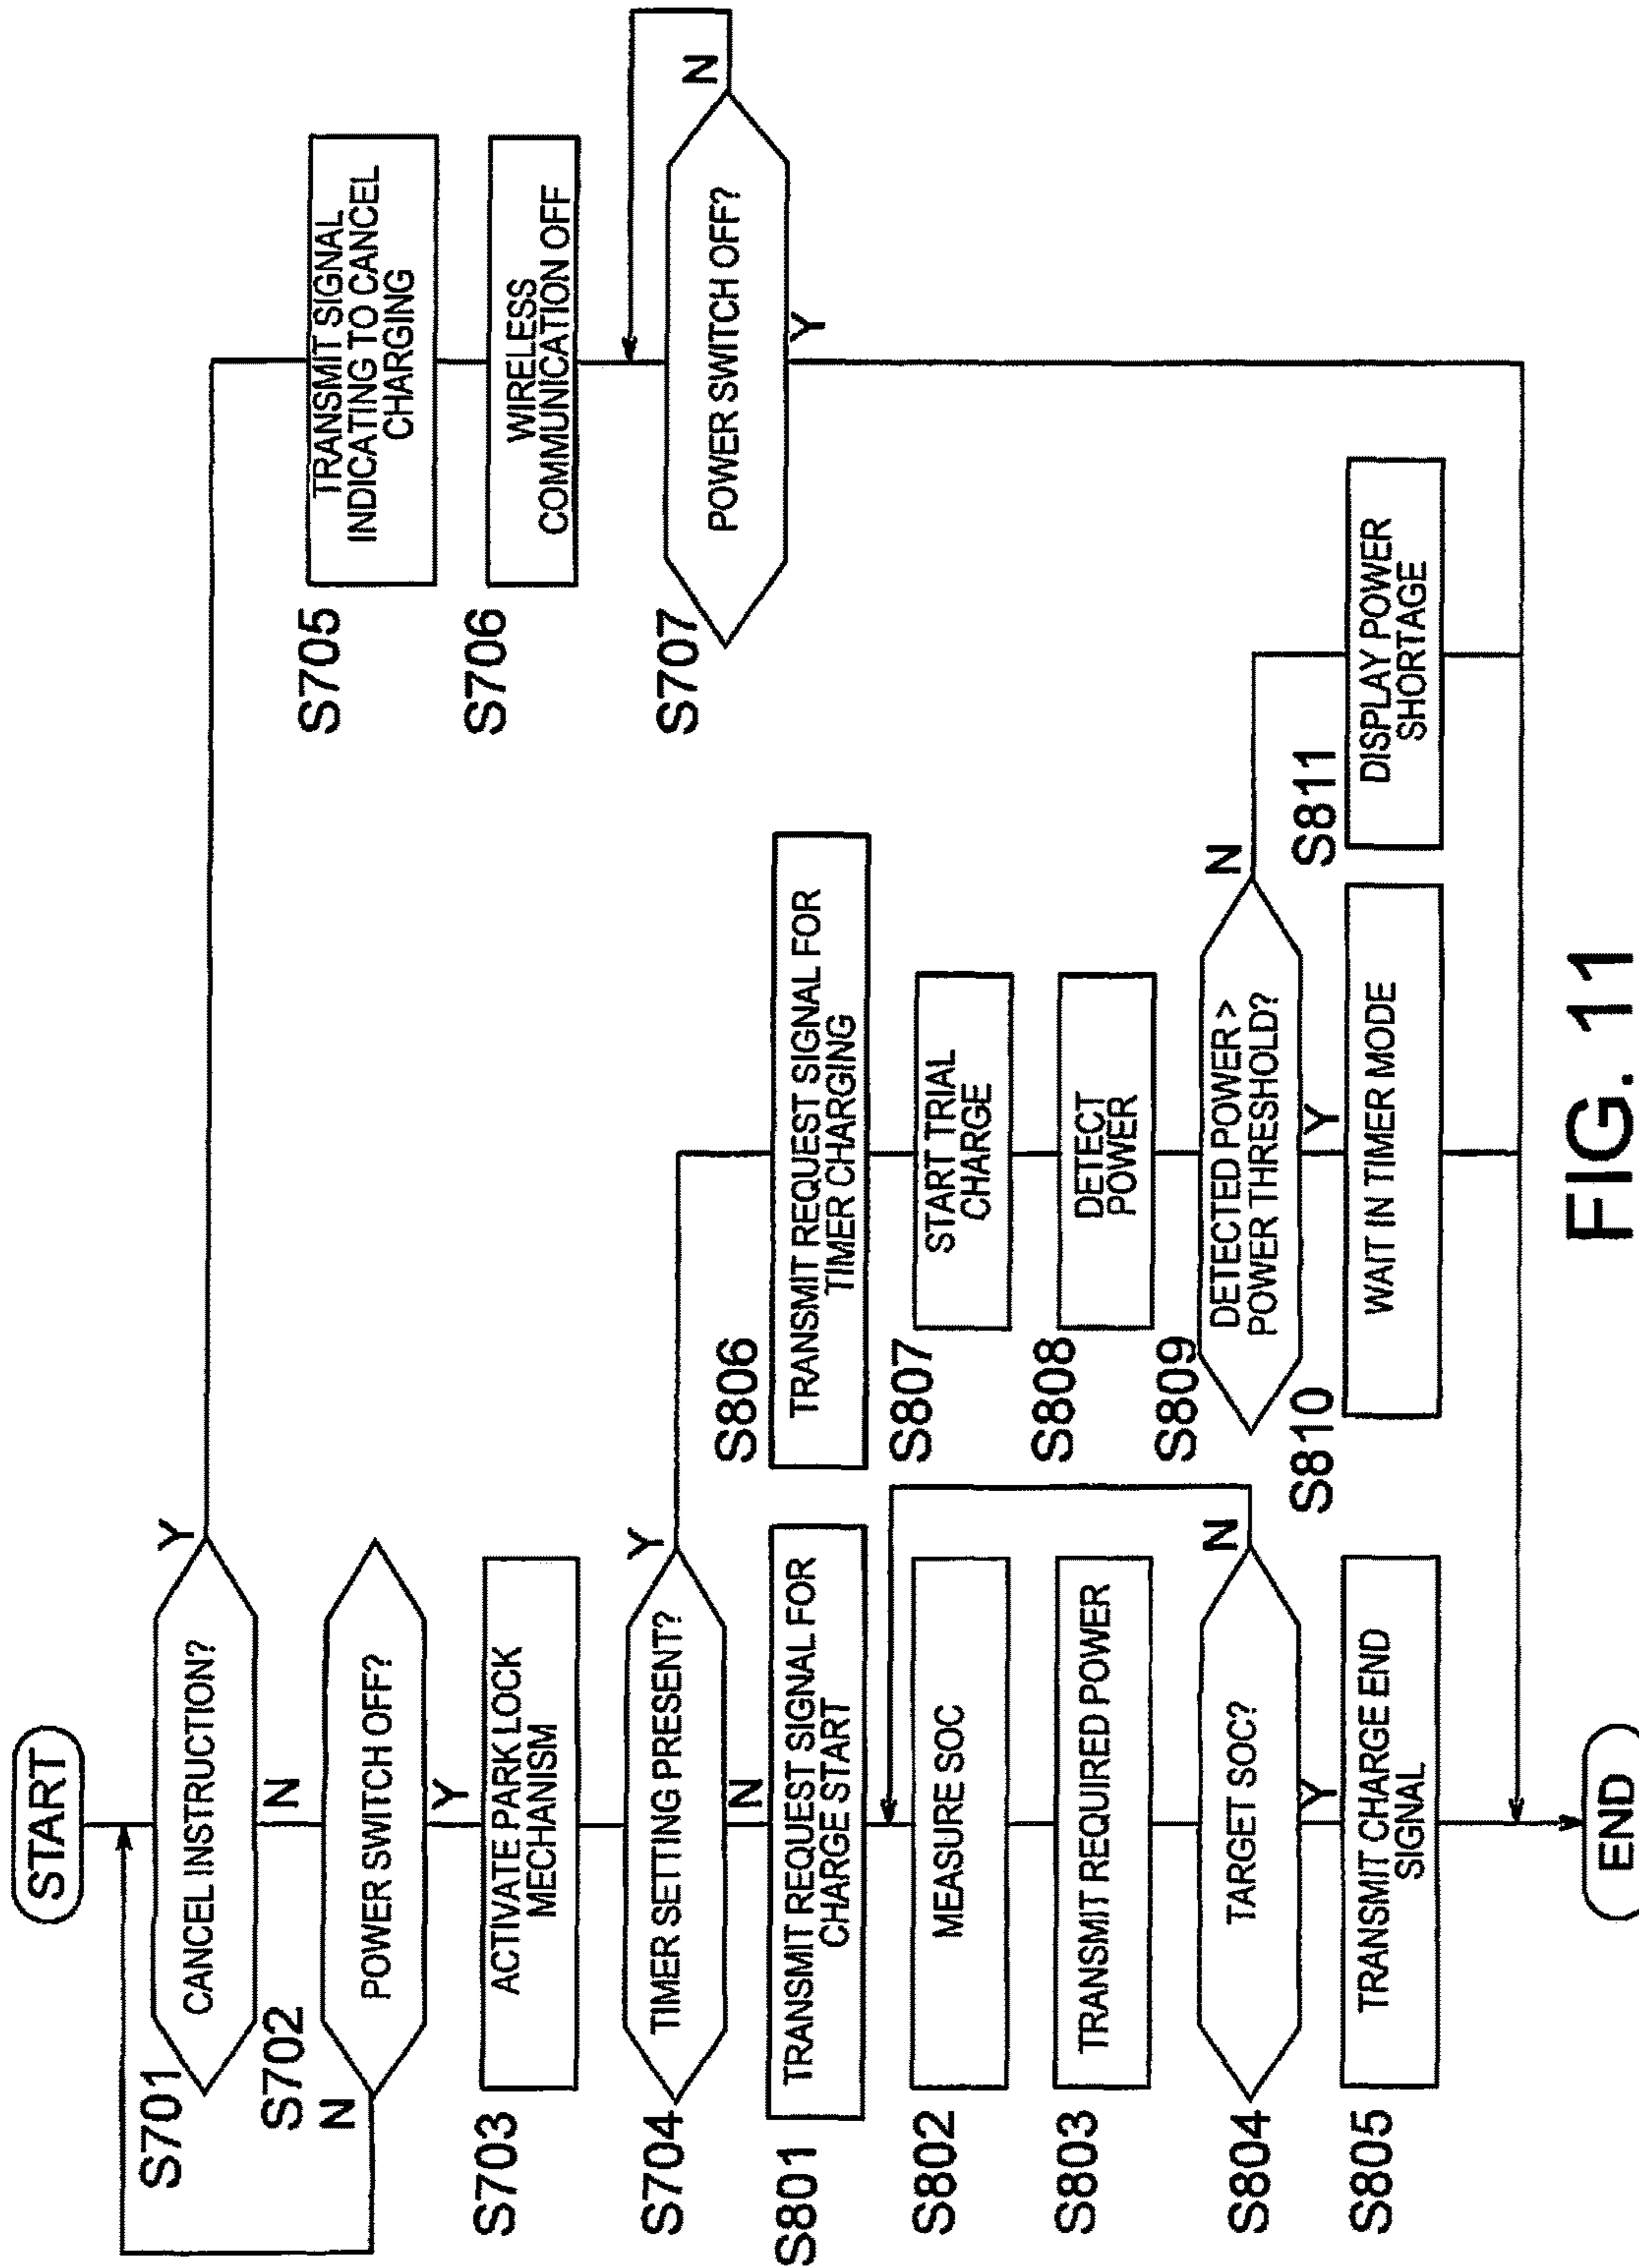 START
S701
CANCEL INSTRUCTION?
Y
N
S702
POWER SWITCH OFF?
N
Y
S703
ACTIVATE PARK LOCK
MECHANISM
S704
TIMER SETTING PRESENT?
Y
N
S801
TRANSMIT REQUEST SIGNAL FOR
CHARGE START
S802
MEASURE SOC
S803
TRANSMIT REQUIRED POWER
S804
TARGET SOC?
N
Y
S805
TRANSMIT CHARGE END
SIGNAL
END
S806
TRANSMIT REQUEST SIGNAL FOR
TIMER CHARGING
S807
START TRIAL
CHARGE
S808
DETECT
POWER
S809
DETECTED POWER >
POWER THRESHOLD?
N
Y
S810
WAIT IN TIMER MODE
S811
DISPLAY POWER
SHORTAGE
S705
TRANSMIT SIGNAL
INDICATING TO CANCEL
CHARGING
S706
WIRELESS
COMMUNICATION OFF
S707
POWER SWITCH OFF?
N
Y
FIG. 11